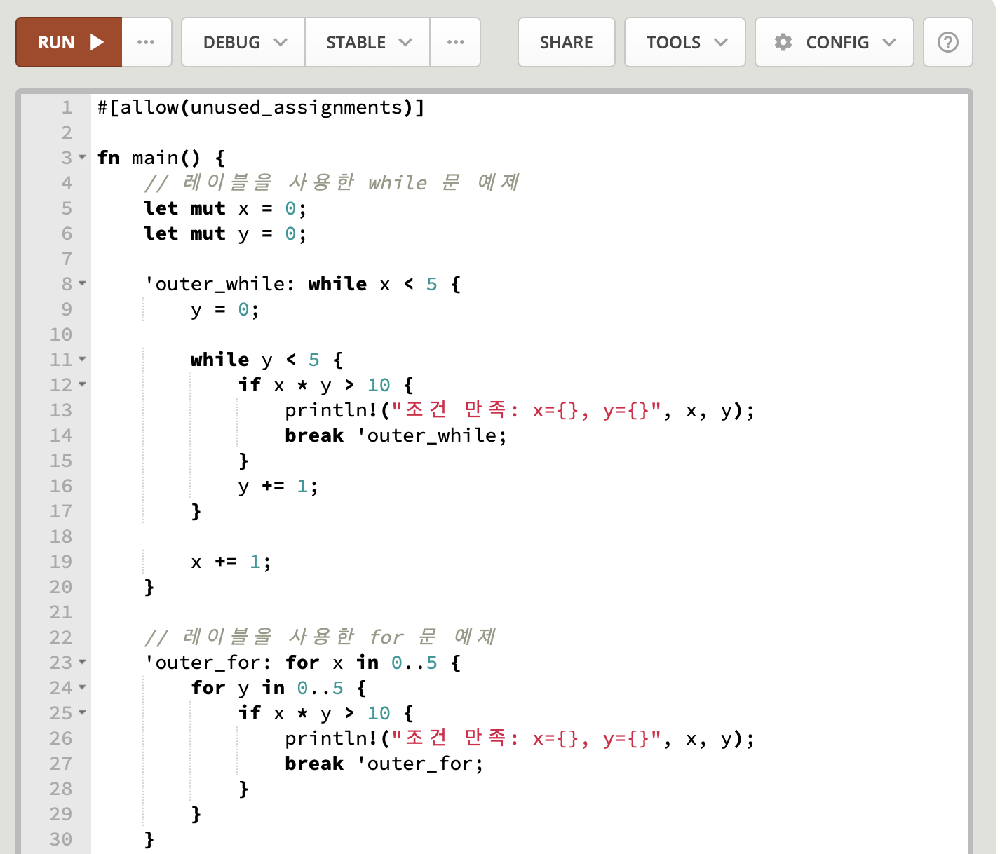 RUN ··· DEBUG STABLE ··· SHARE TOOLS CONFIG ?
1 #[allow(unused_assignments)]
2
3 fn main() {
4     // 레이블을 사용한 while 문 예제
5     let mut x = 0;
6     let mut y = 0;
7
8     'outer_while: while x < 5 {
9         y = 0;
10
11         while y < 5 {
12             if x * y > 10 {
13                 println!("조건 만족: x={}, y={}", x, y);
14                 break 'outer_while;
15             }
16             y += 1;
17         }
18
19         x += 1;
20     }
21
22     // 레이블을 사용한 for 문 예제
23     'outer_for: for x in 0..5 {
24         for y in 0..5 {
25             if x * y > 10 {
26                 println!("조건 만족: x={}, y={}", x, y);
27                 break 'outer_for;
28             }
29         }
30     }